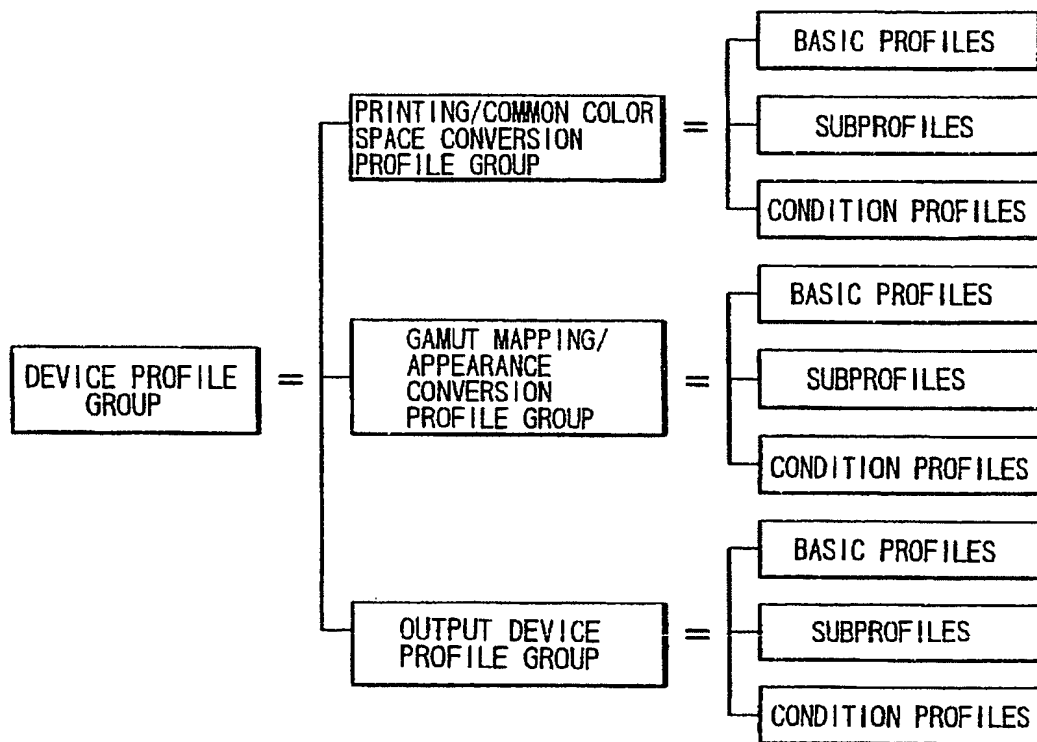 DEVICE PROFILE
GROUP
=
PRINTING/COMMON COLOR
SPACE CONVERSION
PROFILE GROUP
=
BASIC PROFILES
SUBPROFILES
CONDITION PROFILES
GAMUT MAPPING/
APPEARANCE
CONVERSION
PROFILE GROUP
=
BASIC PROFILES
SUBPROFILES
CONDITION PROFILES
OUTPUT DEVICE
PROFILE GROUP
=
BASIC PROFILES
SUBPROFILES
CONDITION PROFILES